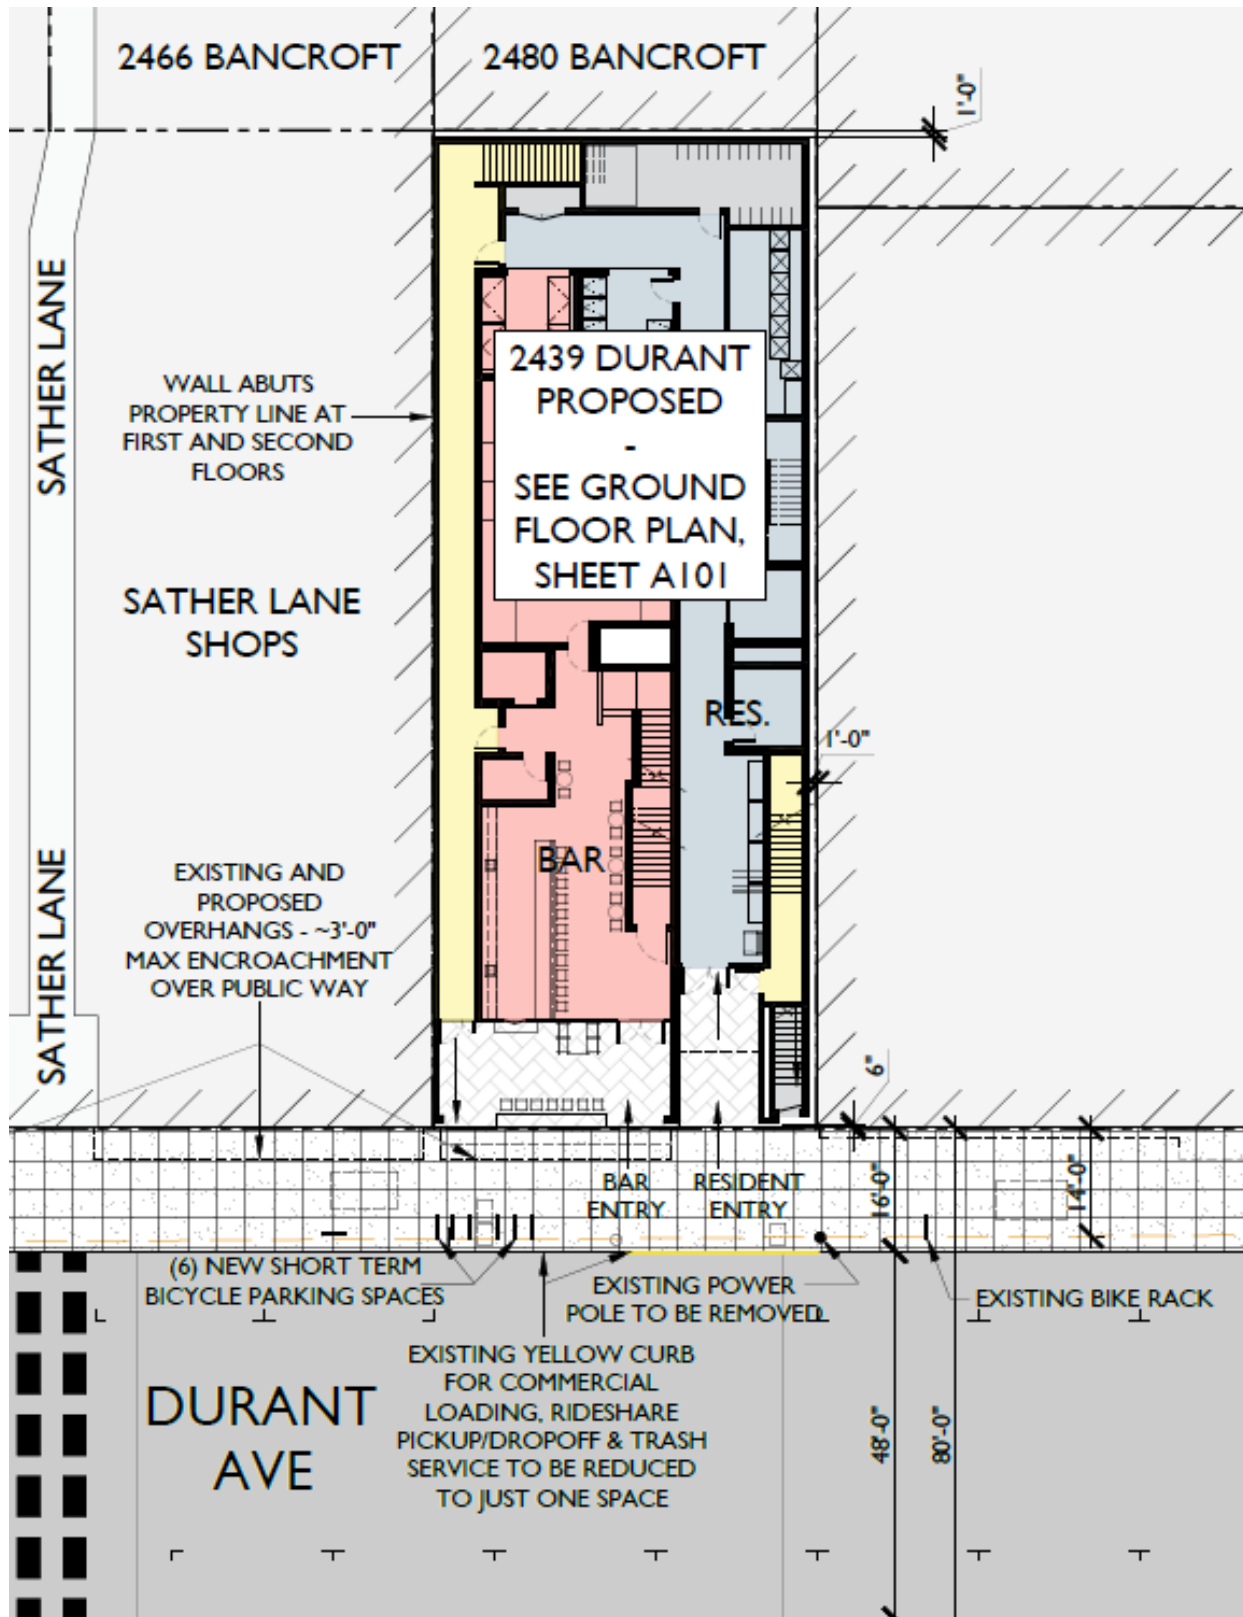 2466 BANCROFT
2480 BANCROFT
1'-0"
SATHER LANE
WALL ABUTS
PROPERTY LINE AT
FIRST AND SECOND
FLOORS
2439 DURANT
PROPOSED
-
SEE GROUND
FLOOR PLAN,
SHEET A101
SATHER LANE
SHOPS
RES.
1'-0"
BAR
SATHER LANE
EXISTING AND
PROPOSED
OVERHANGS - ~3'-0"
MAX ENCROACHMENT
OVER PUBLIC WAY
6"
BAR
ENTRY
RESIDENT
ENTRY
16'-0"
14'-0"
(6) NEW SHORT TERM
BICYCLE PARKING SPACES
EXISTING POWER
POLE TO BE REMOVED
EXISTING BIKE RACK
EXISTING YELLOW CURB
FOR COMMERCIAL
LOADING, RIDESHARE
PICKUP/DROPOFF & TRASH
SERVICE TO BE REDUCED
TO JUST ONE SPACE
DURANT
AVE
48'-0"
80'-0"